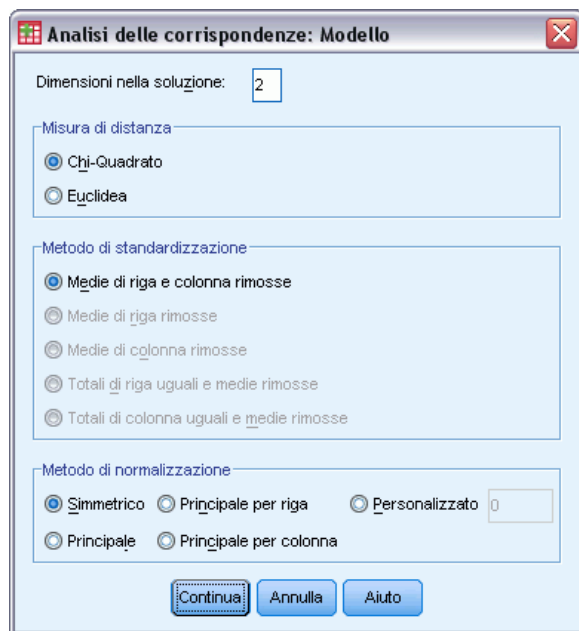 Analisi delle corrispondenze: Modello
Dimensioni nella soluzione: 2
Misura di distanza
Chi-Quadrato
Euclidea
Metodo di standardizzazione
Medie di riga e colonna rimosse
Medie di riga rimosse
Medie di colonna rimosse
Totali di riga uguali e medie rimosse
Totali di colonna uguali e medie rimosse
Metodo di normalizzazione
Simmetrico Principale per riga Personalizzato 0
Principale Principale per colonna
Continua Annulla Aiuto